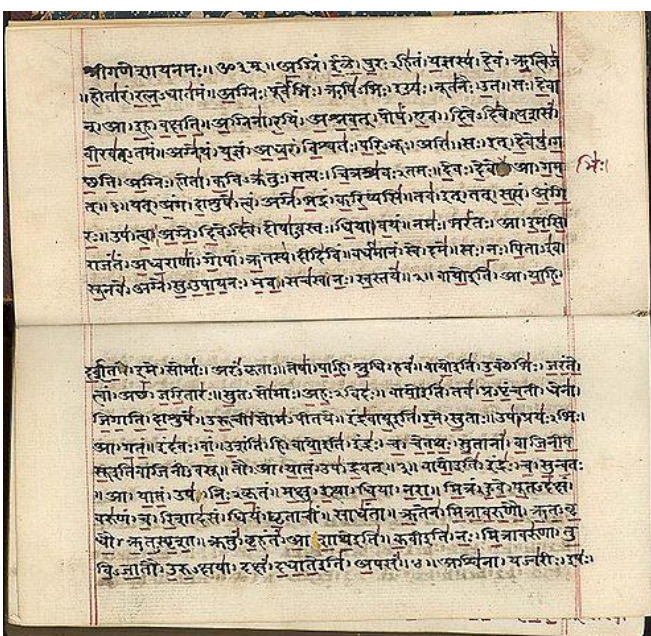 श्रीगणेशायनमः॥ ॐ३म्॥ अग्निं। ईळे। पुरःऽहितं। यज्ञस्य। देवं। ऋत्विजं
॥होतारं। रत्नऽधातमं॥ अग्निः। पूर्वेभिः। ऋषिऽभिः। ईड्यः। नूतनैः। उत॥ सः। देवा
न्। आ। इह। वक्षति॥ अग्निना। रयिं। अश्नवत्। पोषं। एव। दिवेऽदिवे॥ यशसं
वीरवत्ऽतमं॥ अग्ने। यं। यज्ञं। अध्वरं। विश्वतः। परिऽभूः। असि॥ सः। इत्। देवेषु। ग
च्छति॥ अग्निः। होता। कविऽक्रतुः। सत्यः। चित्रश्रवःऽतमः॥ देवः। देवे आ। गम
भिः।
त्॥१॥ यत्। अंग। दाशुषे। त्वं। अग्ने। भद्रं। करिष्यसि॥ तव। इत्। तत्। सत्यं। अंगि
रः॥ उप। त्वा। अग्ने। दिवेऽदिवे। दोषाऽवस्तः। धिया। वयं॥ नमः। भरंतः। आ। इमसि
राजंतं। अध्वराणां। गोपां। ऋतस्य। दीदिविं॥ वर्धमानं। स्वे। दमे॥ सः। नः। पिताऽइव
सूनवे। अग्ने। सुऽउपायनः। भव॥ सचस्व। नः। स्वस्तये॥२॥ वायोइति। आ। याहि।
दर्शत। इमे। सोमाः। अरंऽकृताः॥ तेषां। पाहि। श्रुधि। हवं॥ वायोइति। उक्थेभिः। जरंते
त्वां। अच्छ। जरितारः॥ सुतऽसोमाः। अहःऽविदः॥ वायोइति। तव। प्रऽपृंचती। धेना।
जिगाति। दाशुषे॥ उरूची। सोमऽपीतये॥ इंद्रवायूइति। इमे। सुताः॥ उप। प्रयःऽभिः।
आ। गतं॥ इंदवः। वां। उशंति। हि॥ वायोइति। इंद्रः। च। चेतथः। सुतानां। वाजिनीव
सूइतिवाजिनीवसू॥ तौ। आ। यातं। उप। द्रवत्॥३॥ वायोइति। इंद्रः। च। सुन्वतः
॥आ। यातं। उप। निःऽकृतं॥ मक्षु। इत्था। धिया। नरा॥ मित्रं। हुवे। पूतऽदक्षं।
वरुणं। च। रिशादसं॥ धियं। घृताचीं। साधंता॥ ऋतेन। मित्रावरुणौ। ऋतऽवृ
धौ। ऋतऽस्पृशा॥ क्रतुं। बृहंतं। आशाथेइति॥ कवीइति। नः। मित्रावरुणा। तु
विऽजातौ। उरुऽक्षया॥ दक्षं। दधातेइति। अपसं॥४॥ अश्विना। यज्वरीः। इषः।